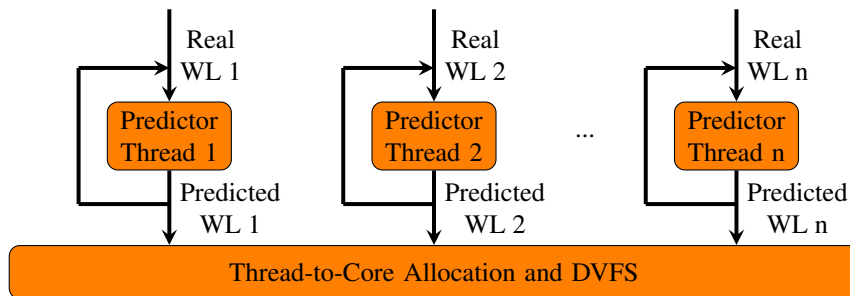 Real
WL 1
Real
WL 2
Real
WL n
Predictor
Thread 1
Predictor
Thread 2
...
Predictor
Thread n
Predicted
WL 1
Predicted
WL 2
Predicted
WL n
Thread-to-Core Allocation and DVFS